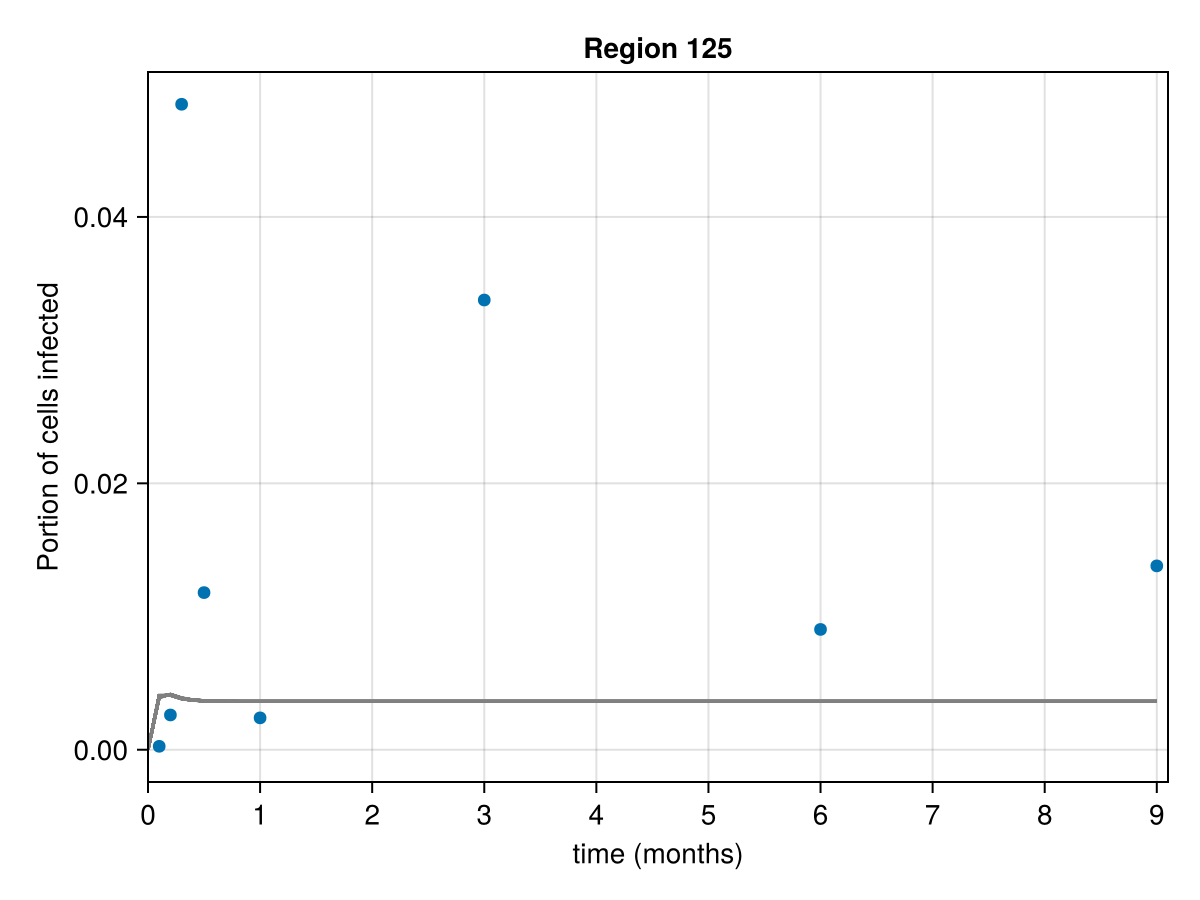 Region 125
Portion of cells infected
0.04
0.02
0.00
0 1 2 3 4 5 6 7 8 9
time (months)